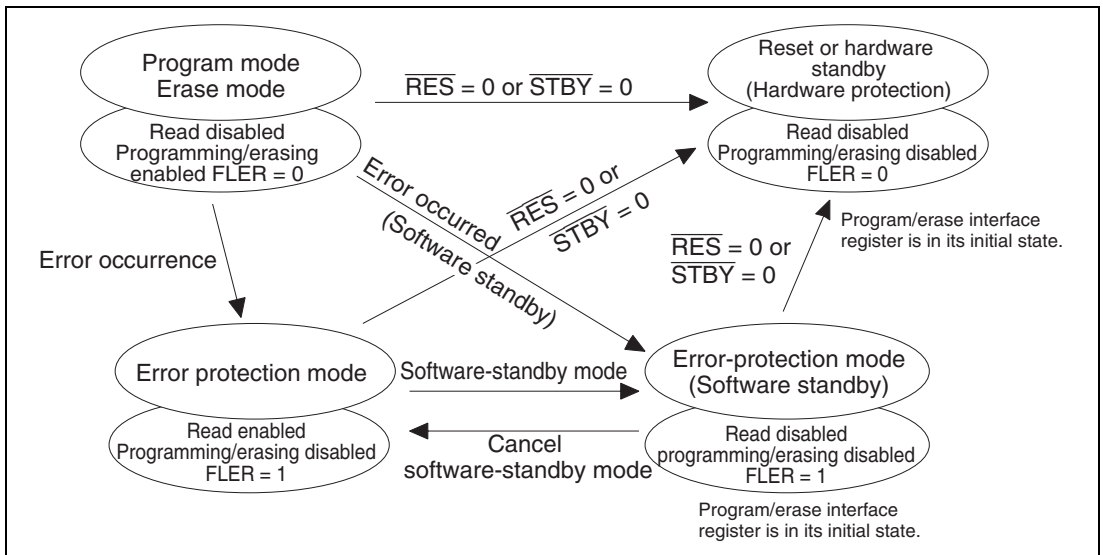 Program mode
Erase mode
Read disabled
Programming/erasing
enabled FLER = 0
RES = 0 or STBY = 0
Reset or hardware
standby
(Hardware protection)
Read disabled
Programming/erasing disabled
FLER = 0
Program/erase interface
register is in its initial state.
Error occurrence
Error occurred
(Software standby)
RES = 0 or
STBY = 0
RES = 0 or
STBY = 0
Error protection mode
Read enabled
Programming/erasing disabled
FLER = 1
Software-standby mode
Cancel
software-standby mode
Error-protection mode
(Software standby)
Read disabled
programming/erasing disabled
FLER = 1
Program/erase interface
register is in its initial state.